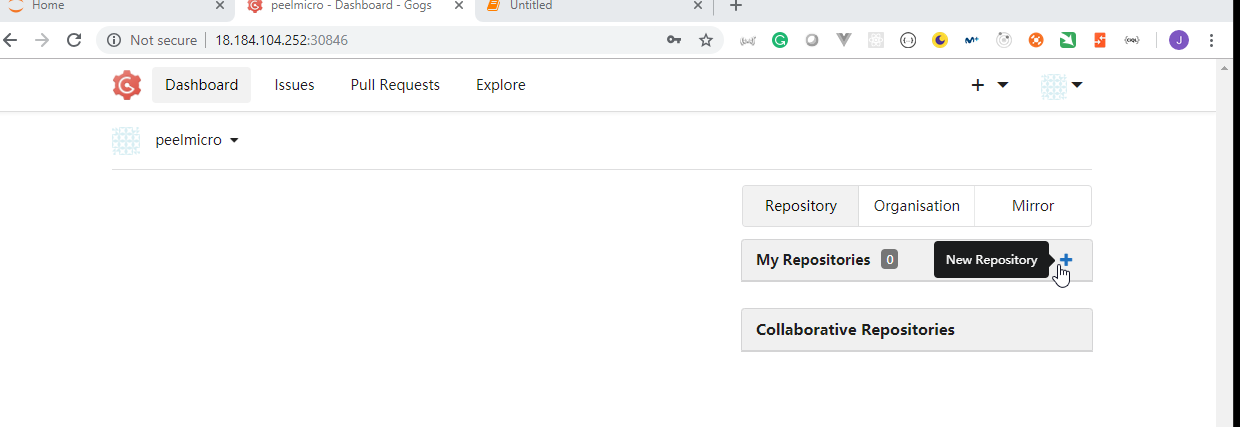 Home
peelmicro - Dashboard - Gogs
Untitled
Not secure
18.184.104.252:30846
J
Dashboard
Issues
Pull Requests
Explore
peelmicro
Repository
Organisation
Mirror
My Repositories 0
New Repository
Collaborative Repositories